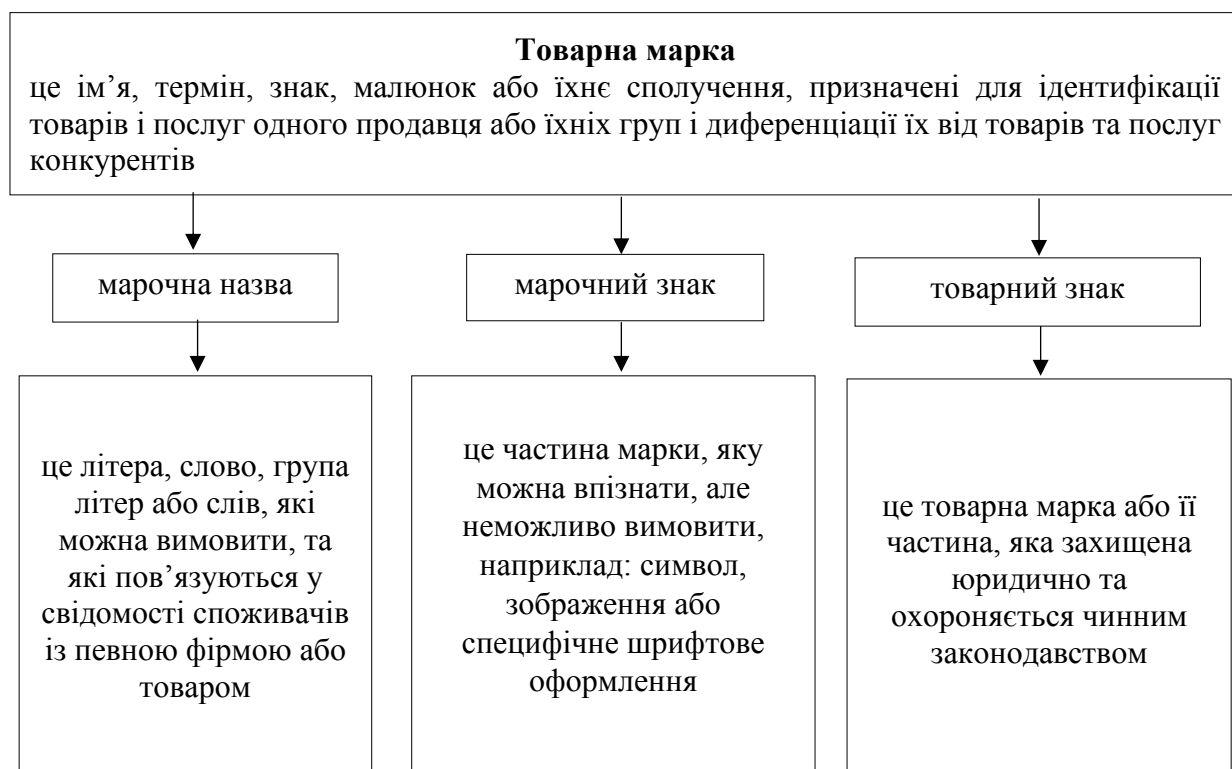 Товарна марка
це ім’я, термін, знак, малюнок або їхнє сполучення, призначені для ідентифікації
товарів і послуг одного продавця або їхніх груп і диференціації їх від товарів та послуг
конкурентів
марочна назва
марочний знак
товарний знак
це літера, слово, група
літер або слів, які
можна вимовити, та
які пов’язуються у
свідомості споживачів
із певною фірмою або
товаром
це частина марки, яку
можна впізнати, але
неможливо вимовити,
наприклад: символ,
зображення або
специфічне шрифтове
оформлення
це товарна марка або її
частина, яка захищена
юридично та
охороняється чинним
законодавством